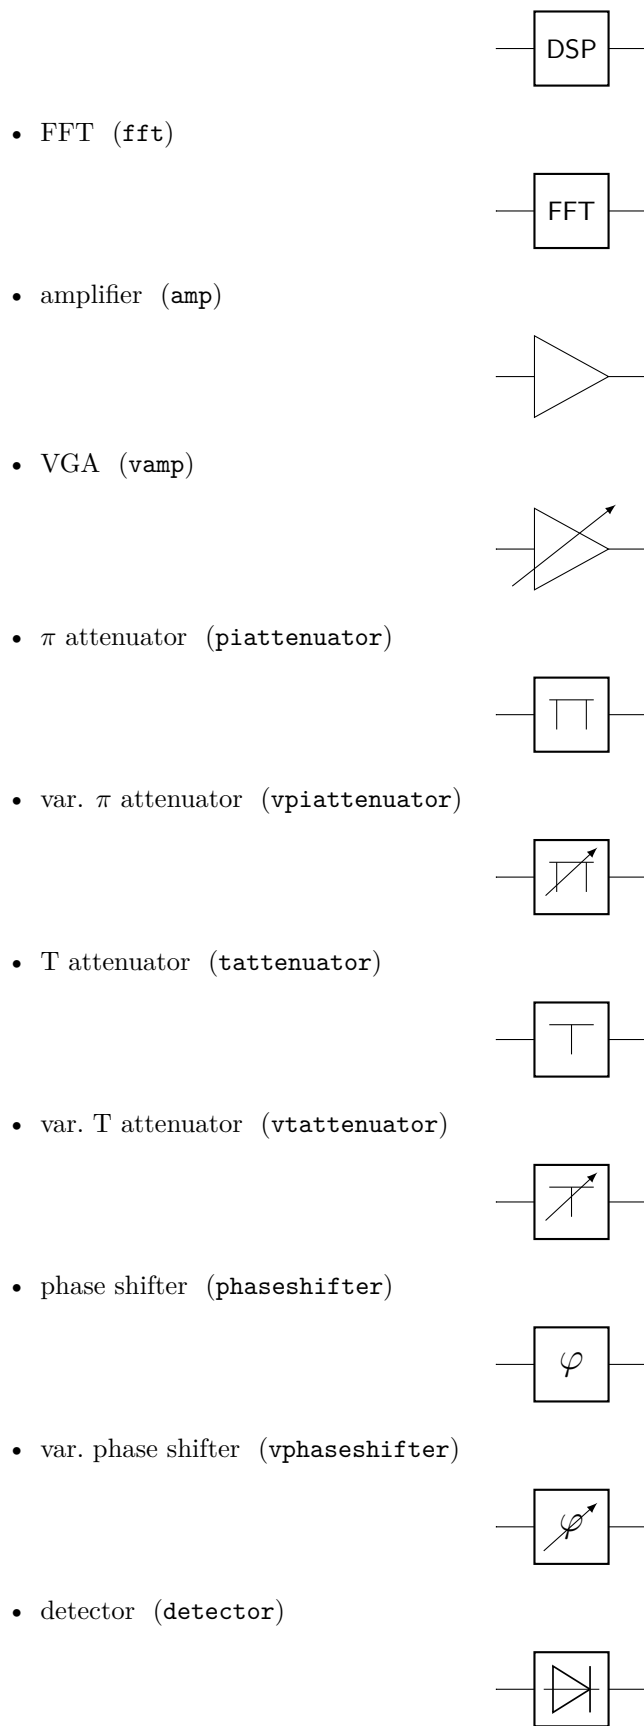 DSP
• FFT (fft)
FFT
• amplifier (amp)
• VGA (vamp)
• π attenuator (piattenuator)
• var. π attenuator (vpiattenuator)
• T attenuator (tattenuator)
• var. T attenuator (vtattenuator)
• phase shifter (phaseshifter)
φ
• var. phase shifter (vphaseshifter)
φ
• detector (detector)